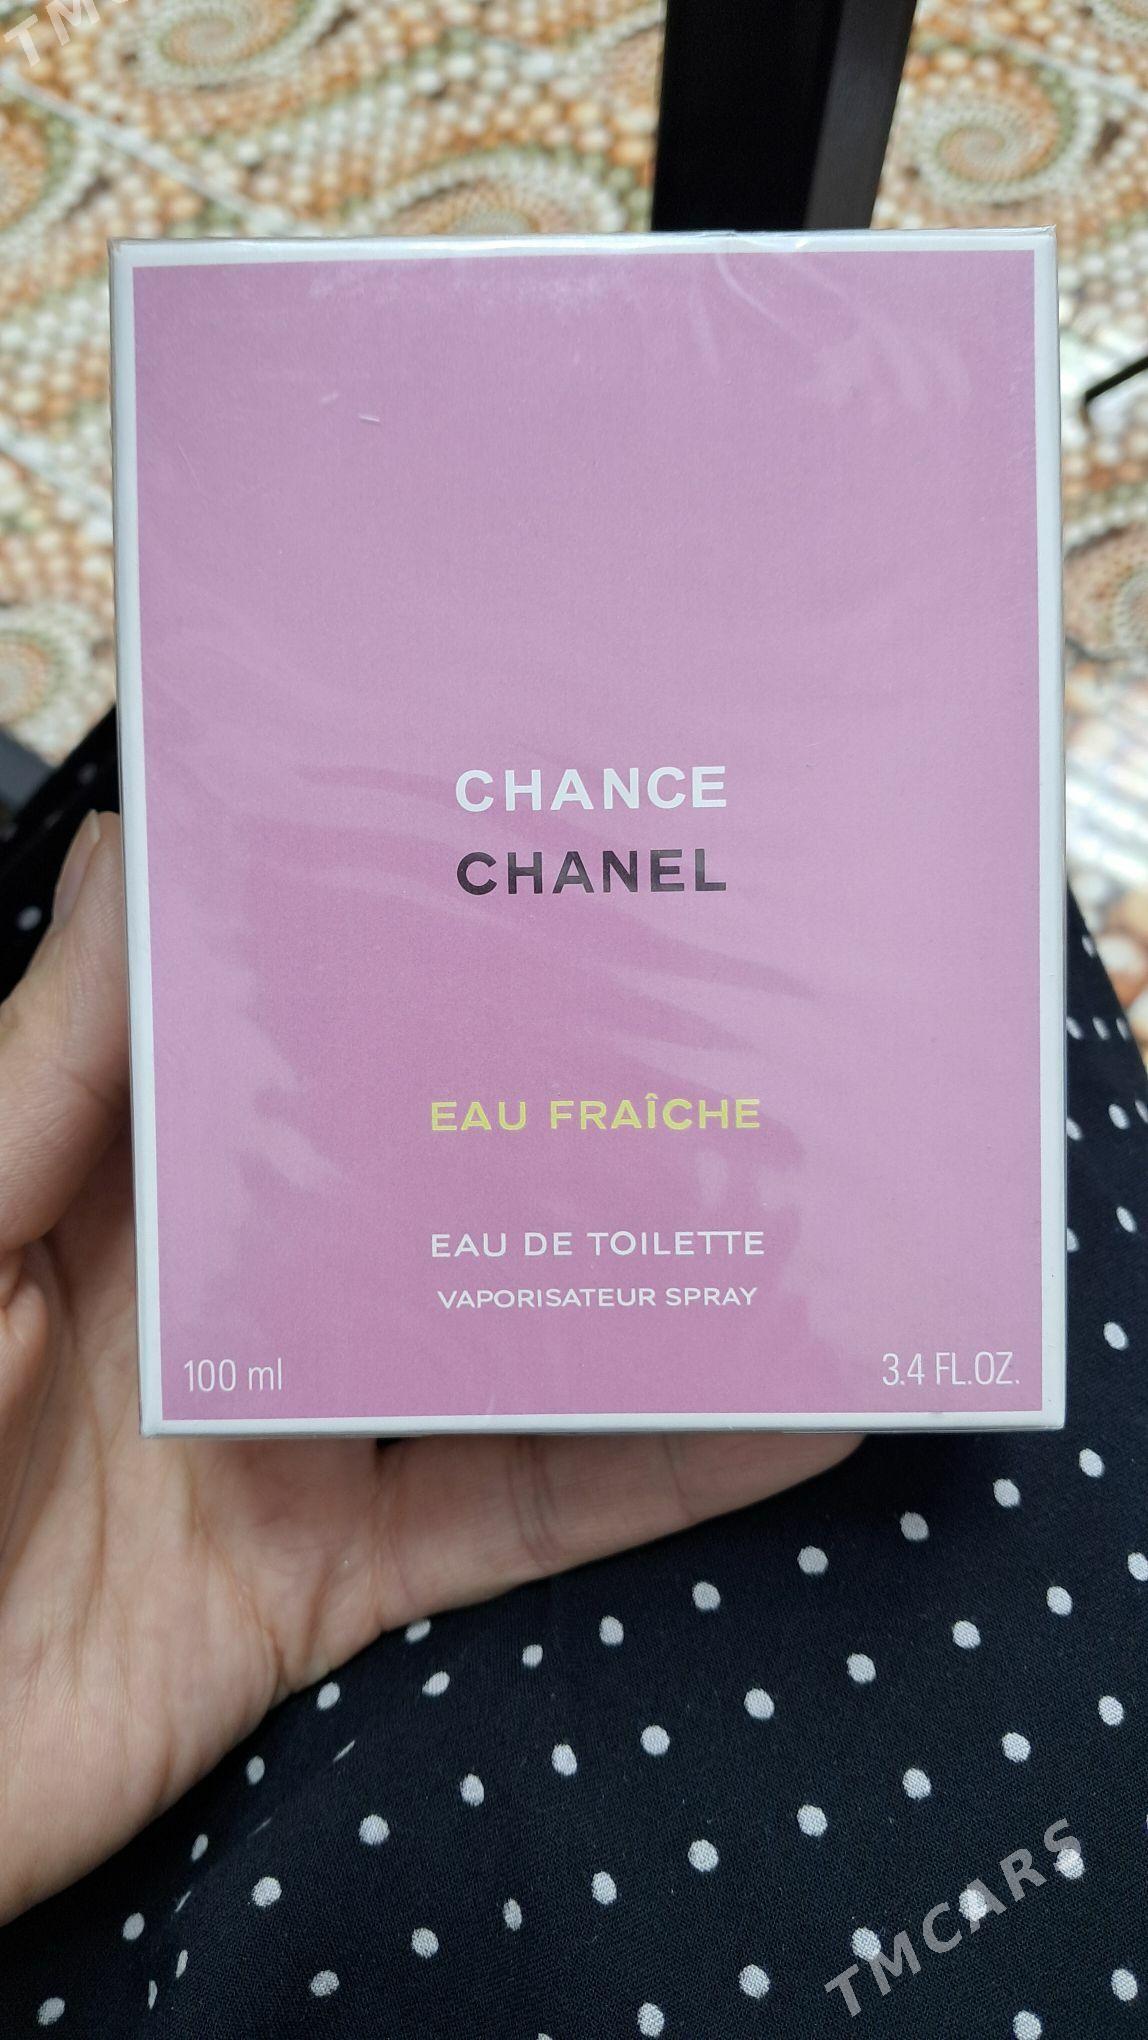 CHANCE
CHANEL
EAU FRAÎCHE
EAU DE TOILETTE
VAPORISATEUR SPRAY
100 ml
3.4 FL.OZ.
TMCARS